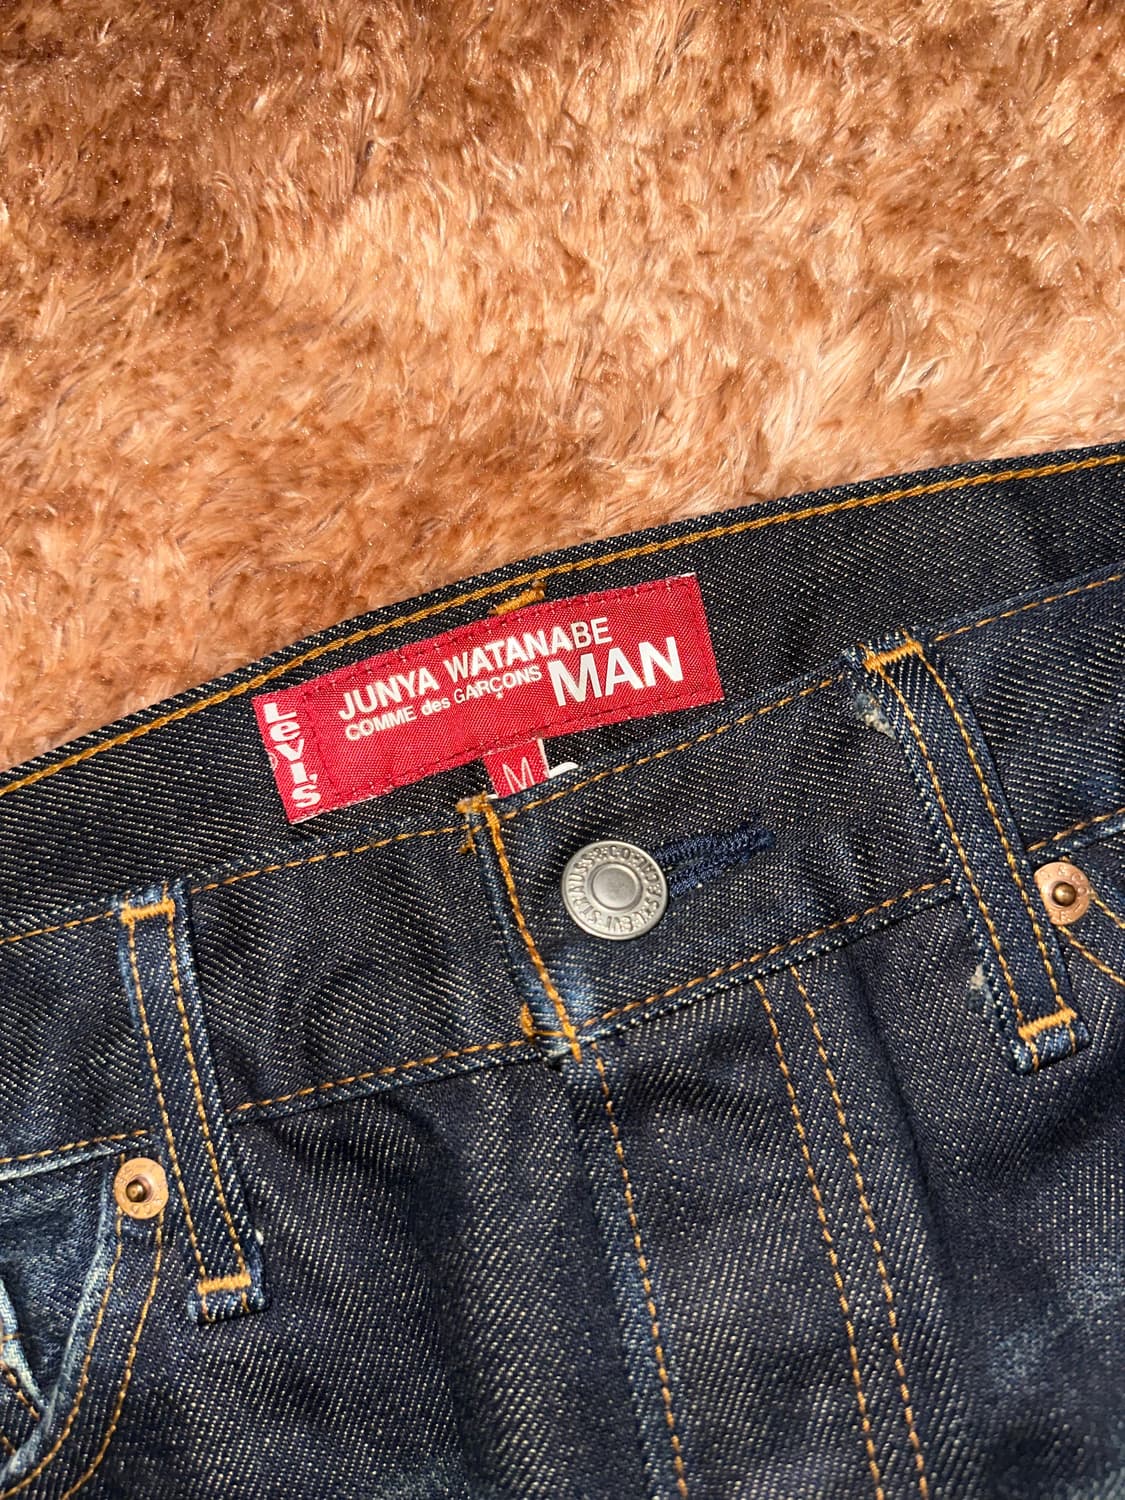 JUNYA WATANABE
COMME des GARÇONS MAN
Levi's
M